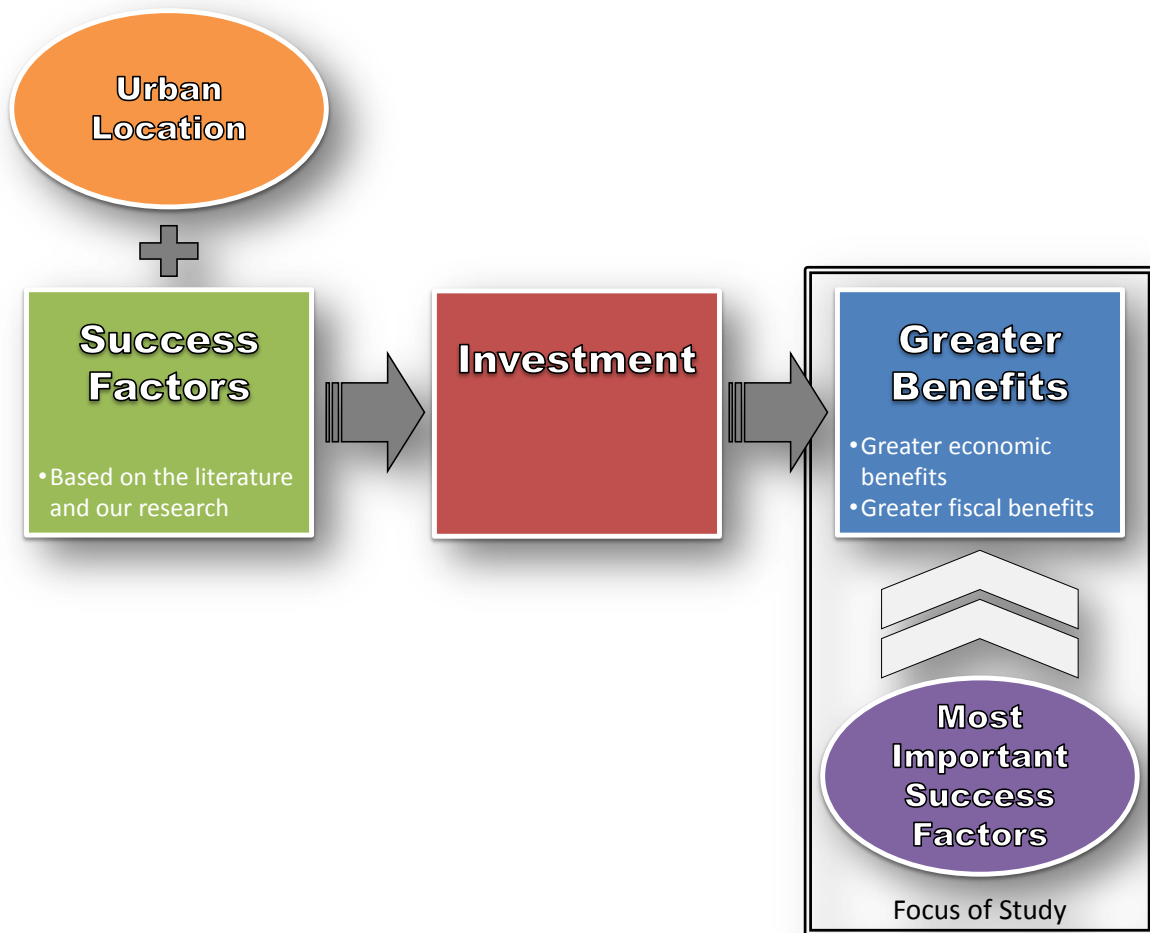 Urban
Location
Success
Factors
•Based on the literature
and our research
Investment
Greater
Benefits
•Greater economic
benefits
•Greater fiscal benefits
Most
Important
Success
Factors
Focus of Study